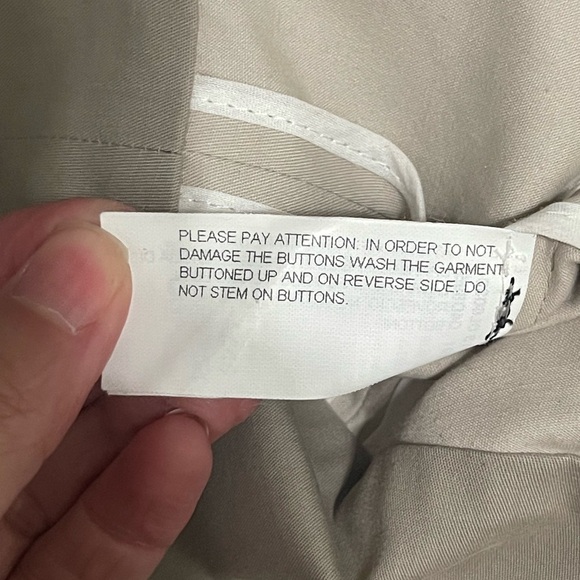 PLEASE PAY ATTENTION: IN ORDER TO NOT
DAMAGE THE BUTTONS WASH THE GARMENT
BUTTONED UP AND ON REVERSE SIDE. DO
NOT STEM ON BUTTONS.